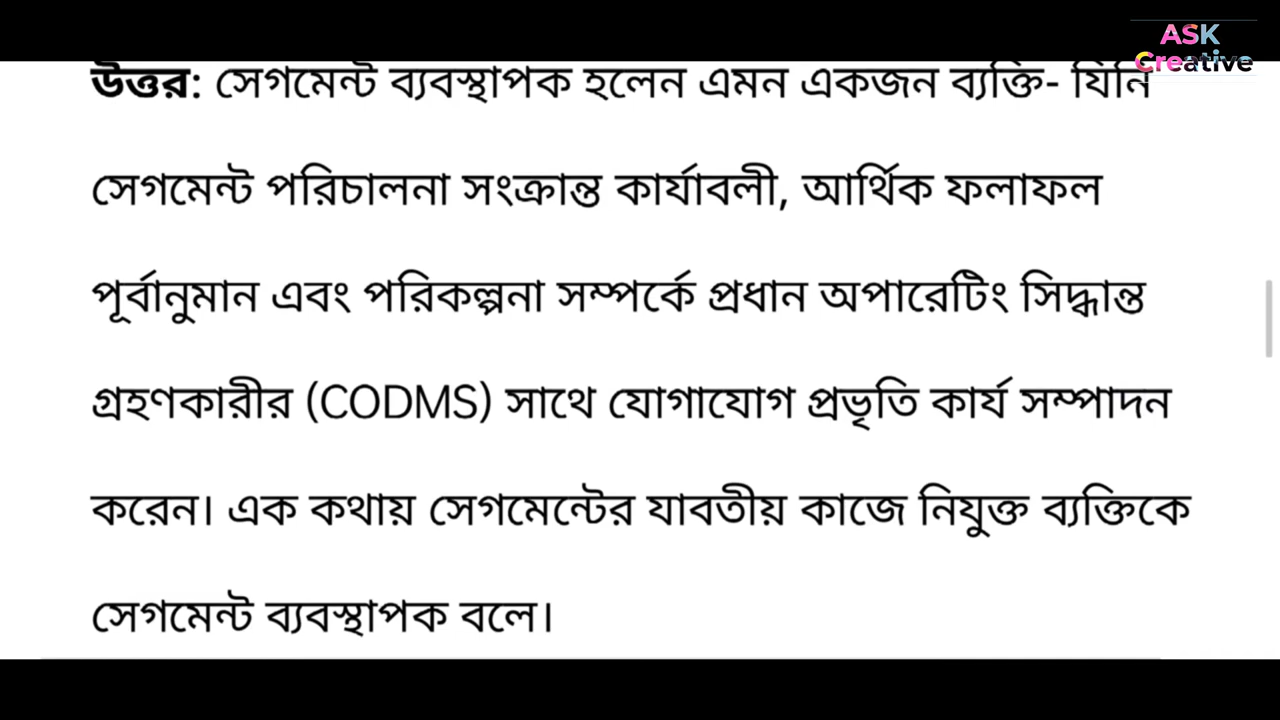 ASK
Creative
উত্তর: সেগমেন্ট ব্যবস্থাপক হলেন এমন একজন ব্যক্তি- যিনি
সেগমেন্ট পরিচালনা সংক্রান্ত কার্যাবলী, আর্থিক ফলাফল
পূর্বানুমান এবং পরিকল্পনা সম্পর্কে প্রধান অপারেটিং সিদ্ধান্ত
গ্রহণকারীর (CODMS) সাথে যোগাযোগ প্রভৃতি কার্য সম্পাদন
করেন। এক কথায় সেগমেন্টের যাবতীয় কাজে নিযুক্ত ব্যক্তিকে
সেগমেন্ট ব্যবস্থাপক বলে।